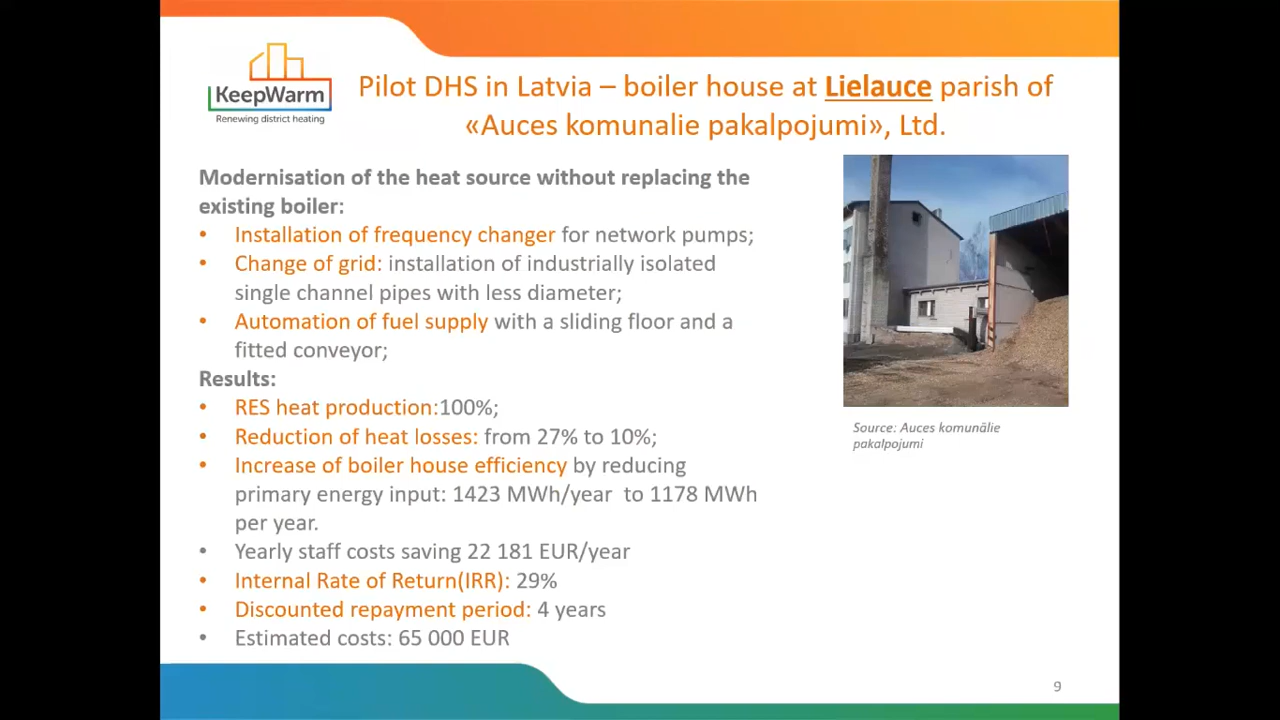 KeepWarm
Renewing district heating
Pilot DHS in Latvia – boiler house at Lielauce parish of
«Auces komunalie pakalpojumi», Ltd.
Modernisation of the heat source without replacing the
existing boiler:
• Installation of frequency changer for network pumps;
• Change of grid: installation of industrially isolated
single channel pipes with less diameter;
• Automation of fuel supply with a sliding floor and a
fitted conveyor;
Results:
• RES heat production:100%;
• Reduction of heat losses: from 27% to 10%;
• Increase of boiler house efficiency by reducing
primary energy input: 1423 MWh/year to 1178 MWh
per year.
• Yearly staff costs saving 22 181 EUR/year
• Internal Rate of Return(IRR): 29%
• Discounted repayment period: 4 years
• Estimated costs: 65 000 EUR
Source: Auces komunālie
pakalpojumi
9